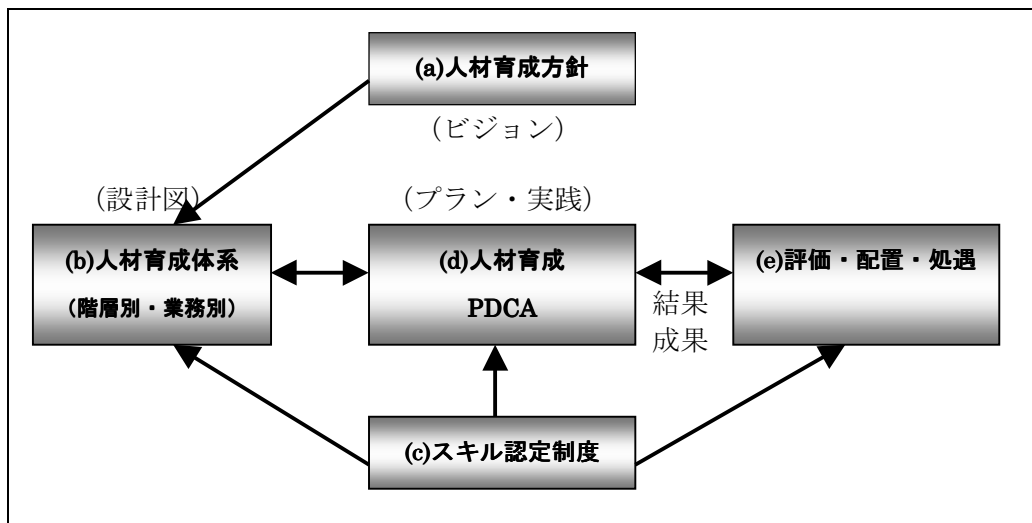 (a)人材育成方針
（ビジョン）
（設計図）
（プラン・実践）
(b)人材育成体系
（階層別・業務別）
(d)人材育成
PDCA
(e)評価・配置・処遇
結果
成果
(c)スキル認定制度